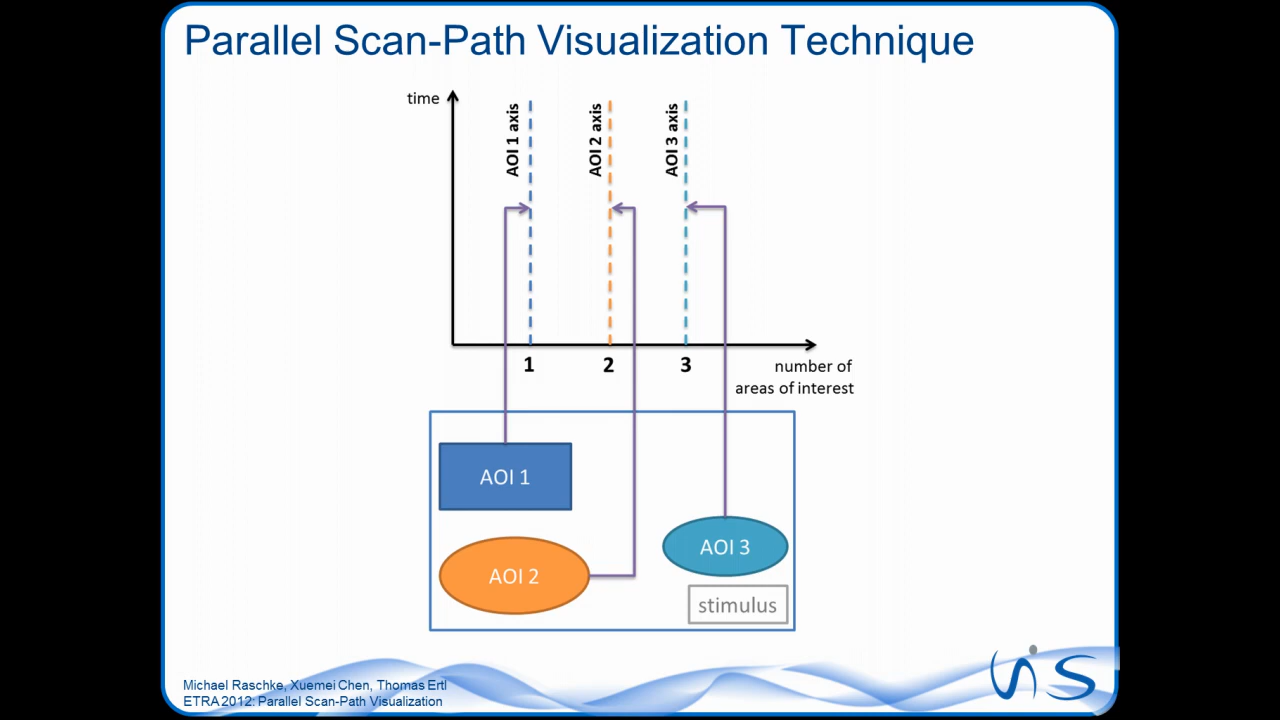 Parallel Scan-Path Visualization Technique
time
AOI 1 axis
AOI 2 axis
AOI 3 axis
1
2
3
number of
areas of interest
AOI 1
AOI 2
AOI 3
stimulus
Michael Raschke, Xuemei Chen, Thomas Ertl
ETRA 2012: Parallel Scan-Path Visualization
VIS